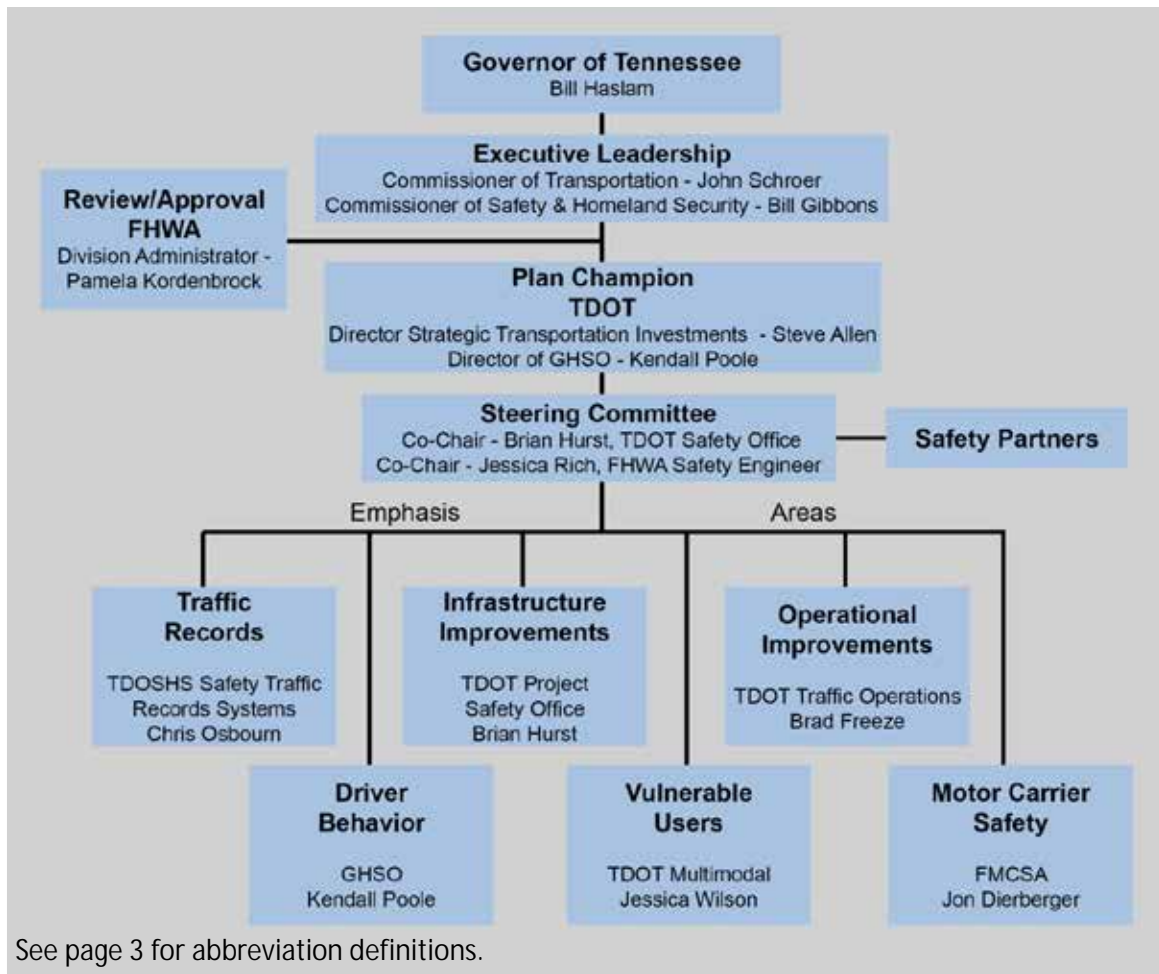 Governor of Tennessee
Bill Haslam
Executive Leadership
Commissioner of Transportation - John Schroer
Commissioner of Safety & Homeland Security - Bill Gibbons
Review/Approval
FHWA
Division Administrator -
Pamela Kordenbrock
Plan Champion
TDOT
Director Strategic Transportation Investments - Steve Allen
Director of GHSO - Kendall Poole
Steering Committee
Co-Chair - Brian Hurst, TDOT Safety Office
Co-Chair - Jessica Rich, FHWA Safety Engineer
Safety Partners
Emphasis Areas
Traffic
Records
TDOSHS Safety Traffic
Records Systems
Chris Osbourn
Infrastructure
Improvements
TDOT Project
Safety Office
Brian Hurst
Operational
Improvements
TDOT Traffic Operations
Brad Freeze
Driver
Behavior
GHSO
Kendall Poole
Vulnerable
Users
TDOT Multimodal
Jessica Wilson
Motor Carrier
Safety
FMCSA
Jon Dierberger
See page 3 for abbreviation definitions.